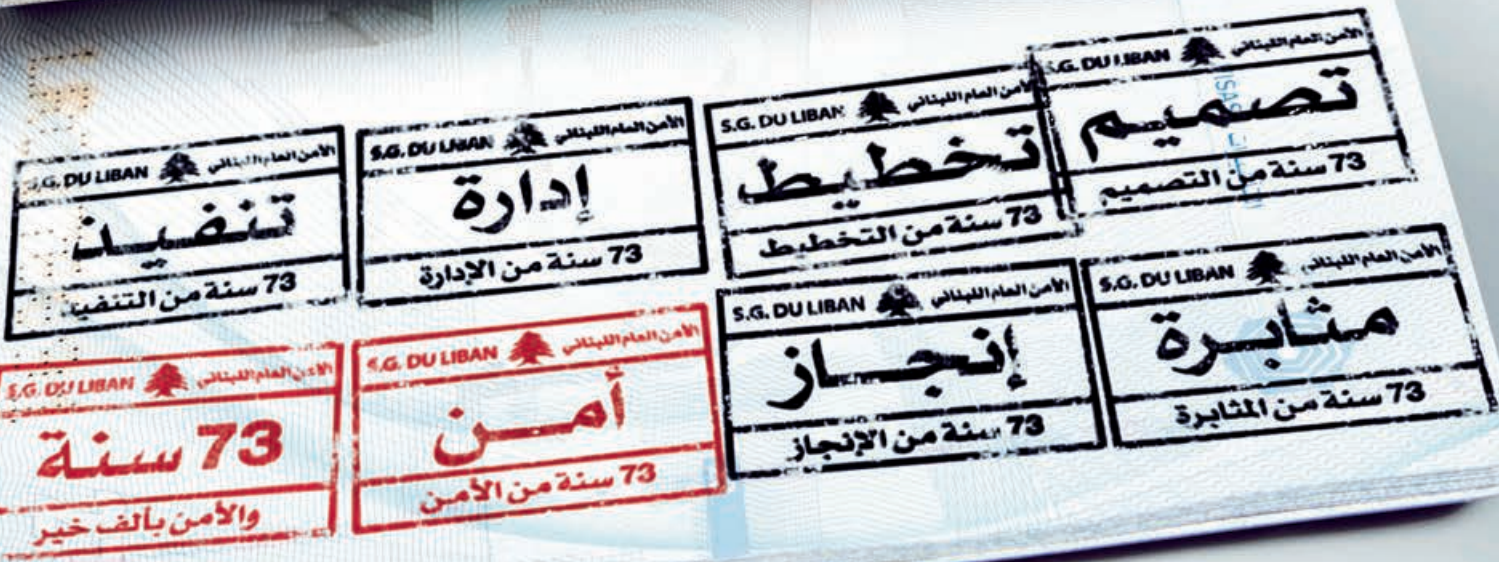 S.G. DU LIBAN الأمن العام اللبناني
تصميم
73 سنة من التصميم
S.G. DU LIBAN الأمن العام اللبناني
تخطيط
73 سنة من التخطيط
S.G. DU LIBAN الأمن العام اللبناني
إدارة
73 سنة من الإدارة
S.G. DU LIBAN الأمن العام اللبناني
تنفيذ
73 سنة من التنفيذ
S.G. DU LIBAN الأمن العام اللبناني
مثابرة
73 سنة من المثابرة
S.G. DU LIBAN الأمن العام اللبناني
إنجاز
73 سنة من الإنجاز
S.G. DU LIBAN الأمن العام اللبناني
أمن
73 سنة من الأمن
S.G. DU LIBAN الأمن العام اللبناني
73 سنة
والأمن بألف خير